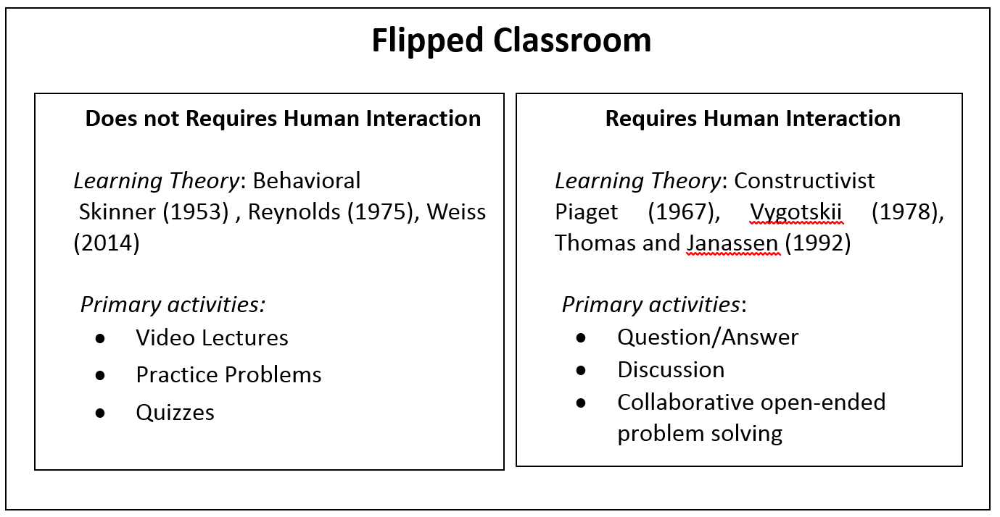 Flipped Classroom
Does not Requires Human Interaction
Learning Theory: Behavioral
Skinner (1953) , Reynolds (1975), Weiss
(2014)
Primary activities:
• Video Lectures
• Practice Problems
• Quizzes
Requires Human Interaction
Learning Theory: Constructivist
Piaget (1967), Vygotskii (1978),
Thomas and Janassen (1992)
Primary activities:
• Question/Answer
• Discussion
• Collaborative open-ended
problem solving